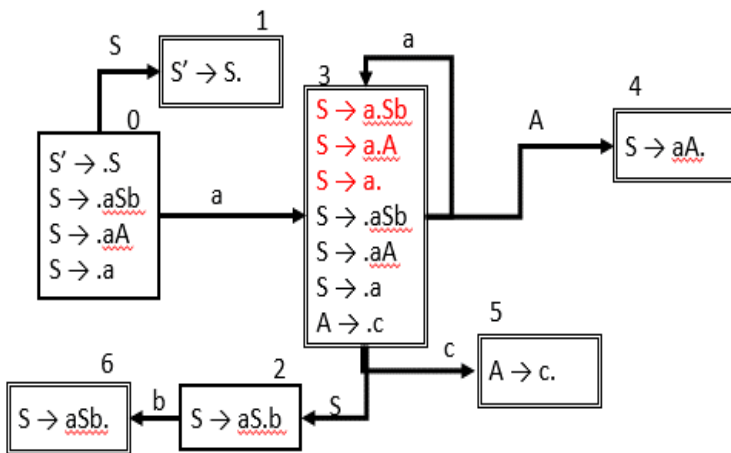 S
1
S' → S.
0
S' → .S
S → .aSb
S → .aA
S → .a
a
a
3
S → a.Sb
S → a.A
S → a.
S → .aSb
S → .aA
S → .a
A → .c
A
4
S → aA.
c
5
A → c.
S
2
S → aS.b
b
6
S → aSb.